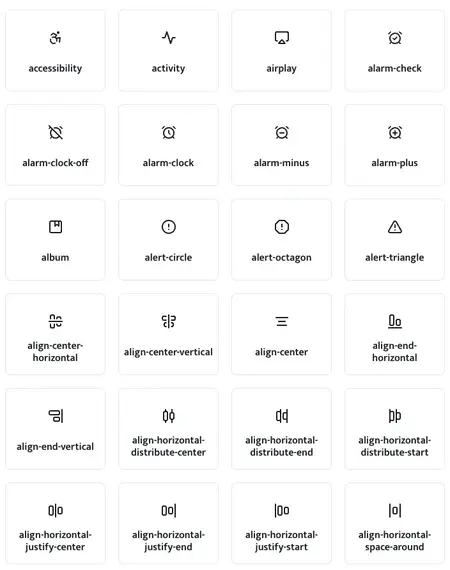 accessibility
activity
airplay
alarm-check
alarm-clock-off
alarm-clock
alarm-minus
alarm-plus
album
alert-circle
alert-octagon
alert-triangle
align-center-
horizontal
align-center-vertical
align-center
align-end-
horizontal
align-end-vertical
align-horizontal-
distribute-center
align-horizontal-
distribute-end
align-horizontal-
distribute-start
align-horizontal-
justify-center
align-horizontal-
justify-end
align-horizontal-
justify-start
align-horizontal-
space-around